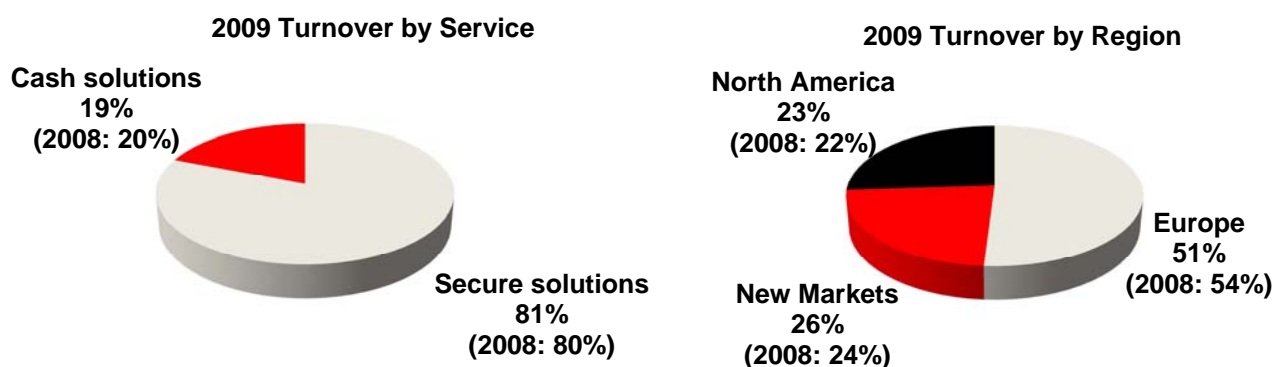 2009 Turnover by Service
Cash solutions
19%
(2008: 20%)
Secure solutions
81%
(2008: 80%)
2009 Turnover by Region
North America
23%
(2008: 22%)
Europe
51%
(2008: 54%)
New Markets
26%
(2008: 24%)